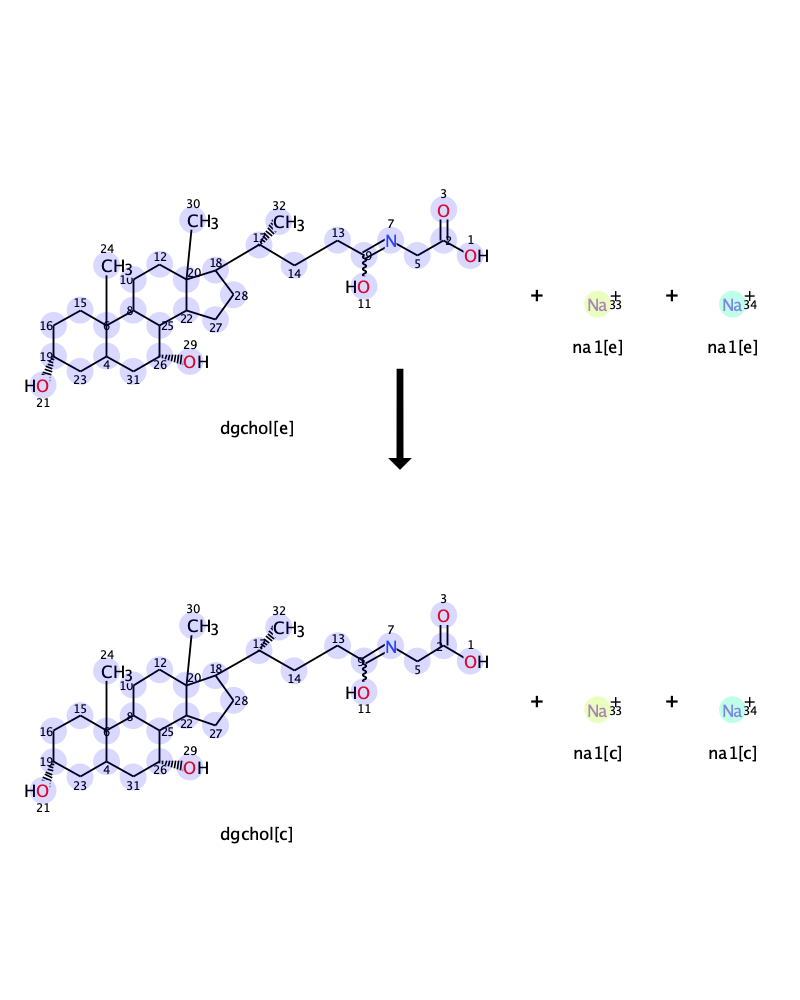 3
30 32
O
CH3 CH3
7
13 1
17 N 2
24
9 OH
12 5
CH3 18
20 14
10
HO
28 + Na+33 + Na+34
15 11
8 22
16 6 25 27
29 na1[e] na1[e]
19 4 26 OH
23 31
HO
21
dgchol[e]
3
30 32
O
CH3 CH3
7
13 1
17 N 2
24
9 OH
12 5
CH3 18
20 14
10
HO
28 + Na+33 + Na+34
15 11
8 22
16 6 25 27
29 na1[c] na1[c]
19 4 26 OH
23 31
HO
21
dgchol[c]